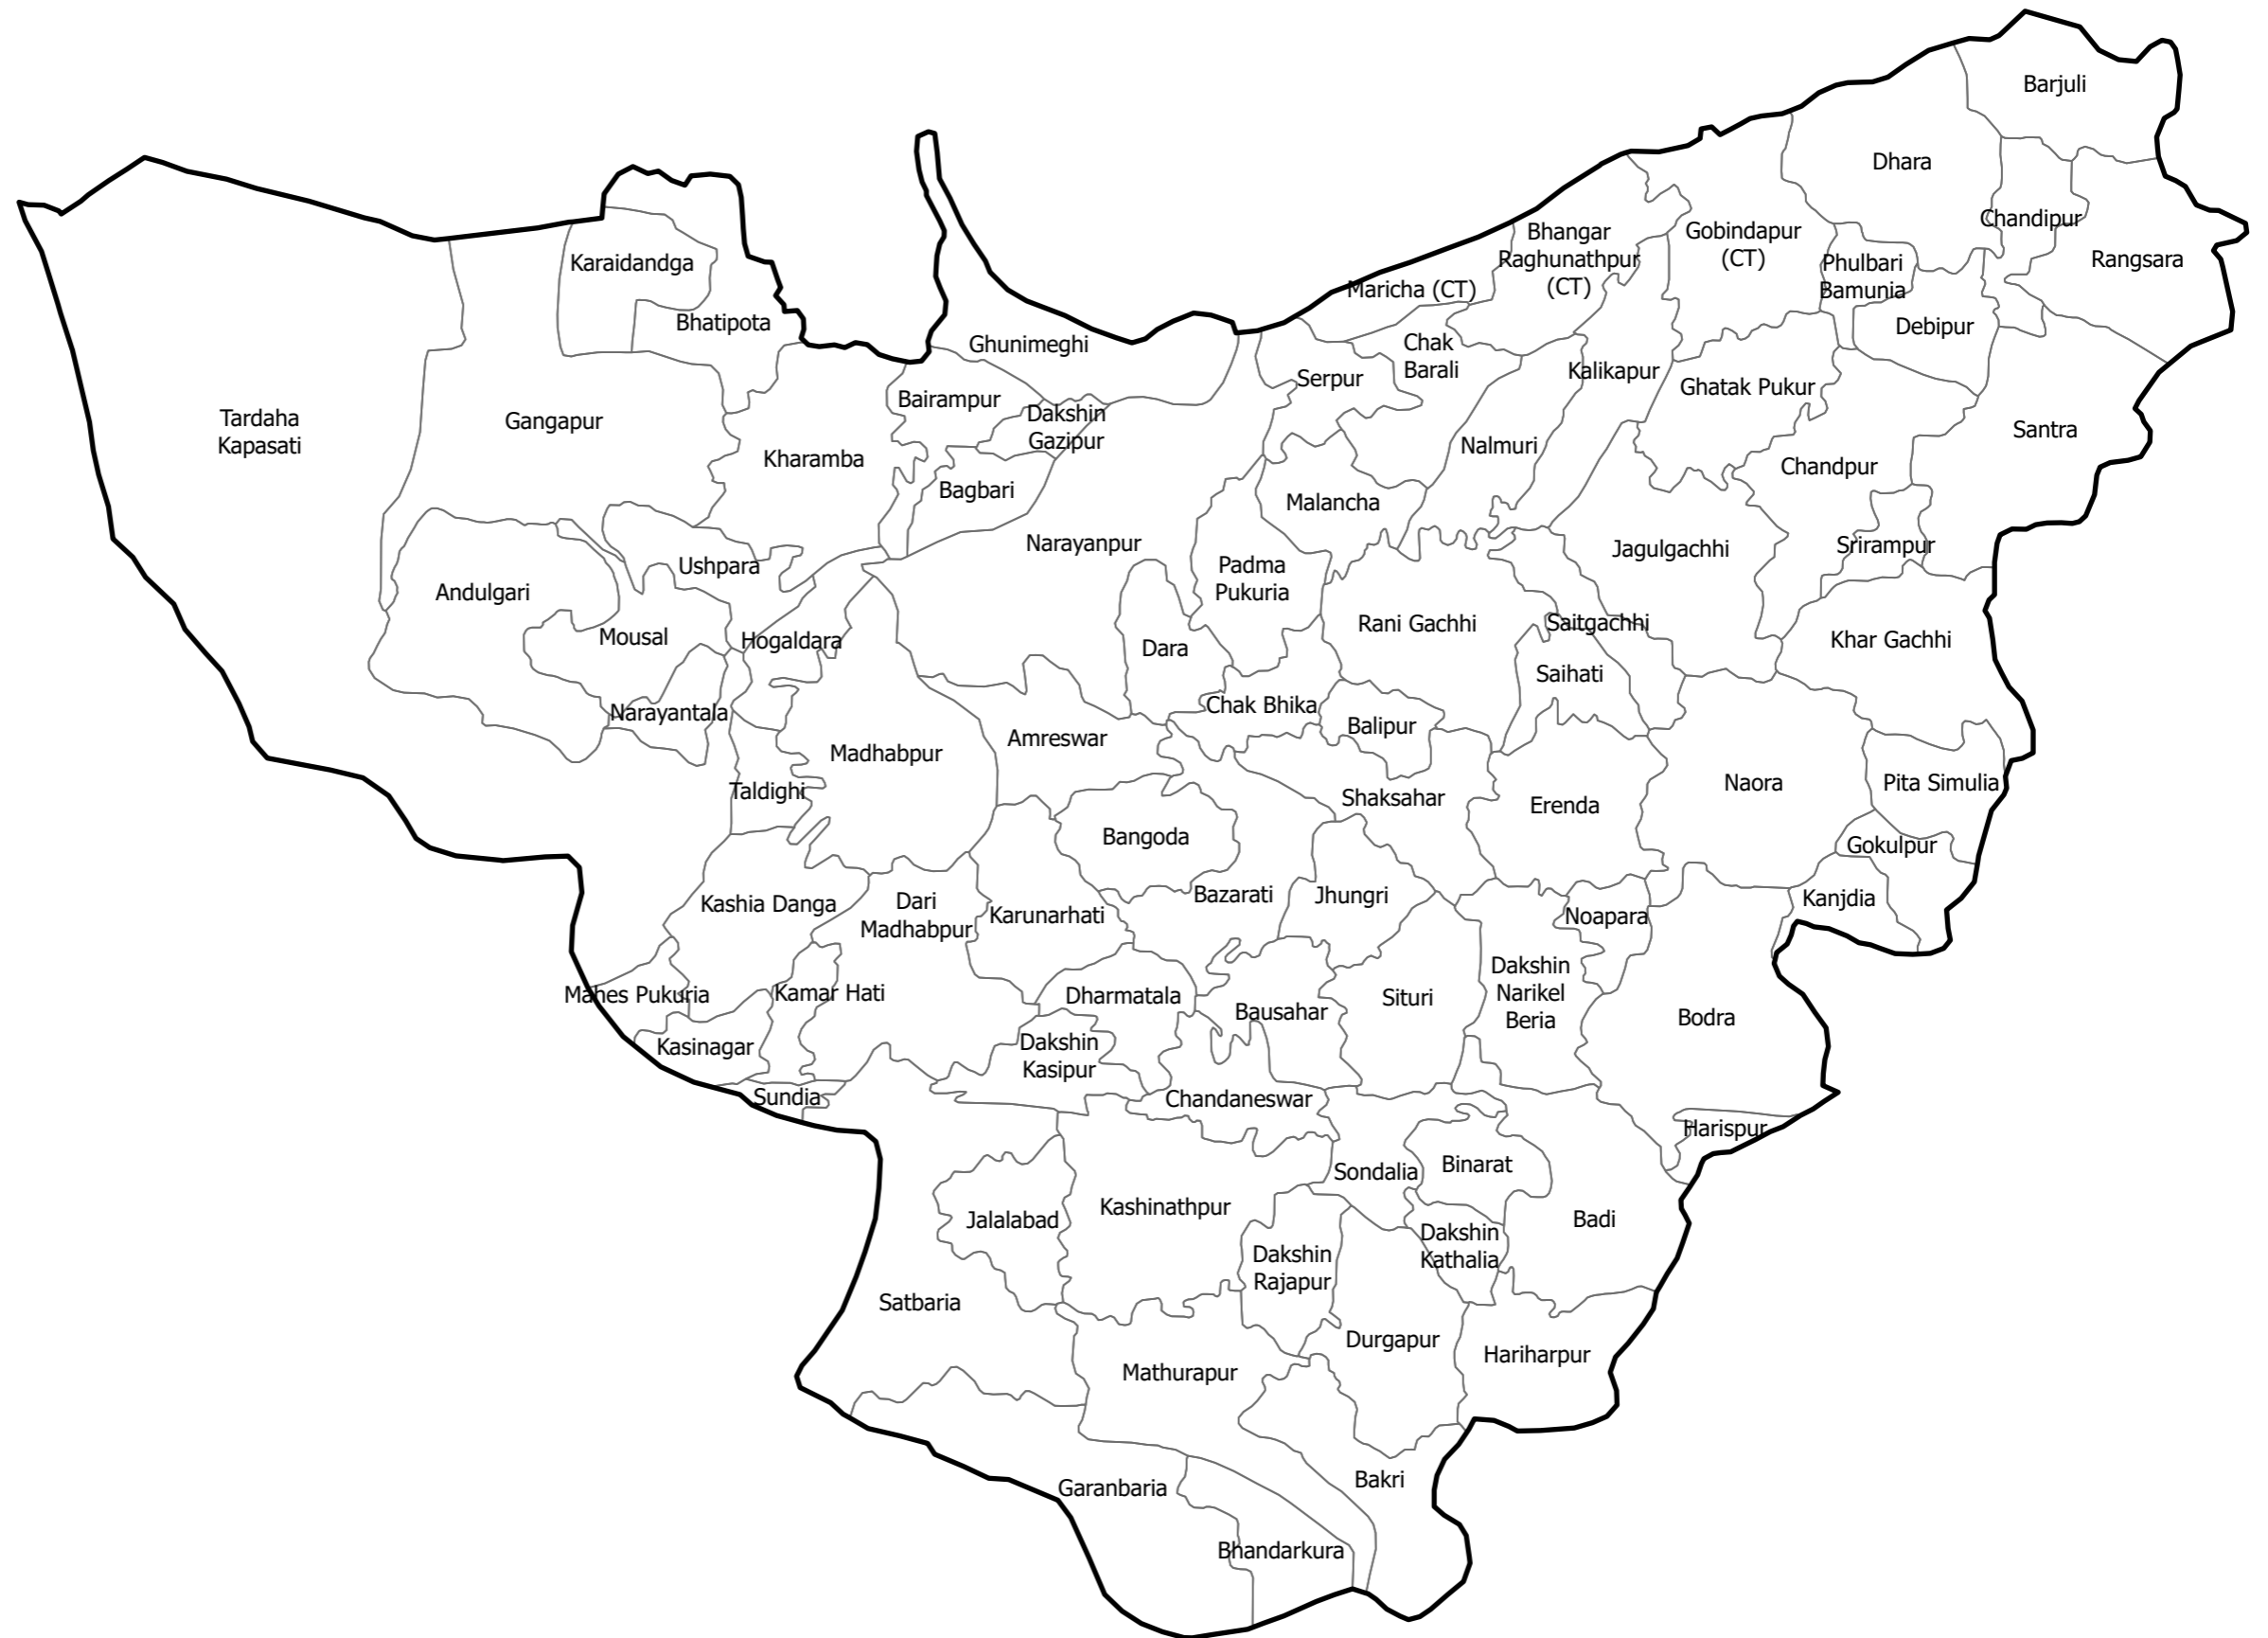 Barjuli
Dhara
Chandipur
Rangsara
Bhangar
Raghunathpur
(CT)
Gobindapur
(CT)
Phulbari
Bamunia
Debipur
Maricha (CT)
Karaidandga
Bhatipota
Ghunimeghi
Chak
Barali
Serpur
Kalikapur
Ghatak Pukur
Tardaha
Kapasati
Gangapur
Bairampur
Dakshin
Gazipur
Kharamba
Nalmuri
Chandpur
Santra
Bagbari
Malancha
Narayanpur
Jagulgachhi
Srirampur
Ushpara
Padma
Pukuria
Andulgari
Mousal
Hogaldara
Dara
Rani Gachhi
Saitgachhi
Khar Gachhi
Saihati
Narayantala
Chak Bhika
Balipur
Amreswar
Madhabpur
Taldighi
Shaksahar
Erenda
Naora
Pita Simulia
Bangoda
Gokulpur
Bazarati
Jhungri
Kashia Danga
Dari
Madhabpur
Karunarhati
Noapara
Kanjdia
Mahes Pukuria
Kamar Hati
Dharmatala
Bausahar
Situri
Dakshin
Narikel
Beria
Bodra
Kasinagar
Dakshin
Kasipur
Sundia
Chandaneswar
Harispur
Sondalia
Binarat
Jalalabad
Kashinathpur
Badi
Dakshin
Rajapur
Dakshin
Kathalia
Satbaria
Durgapur
Hariharpur
Mathurapur
Bakri
Garanbaria
Bhandarkura